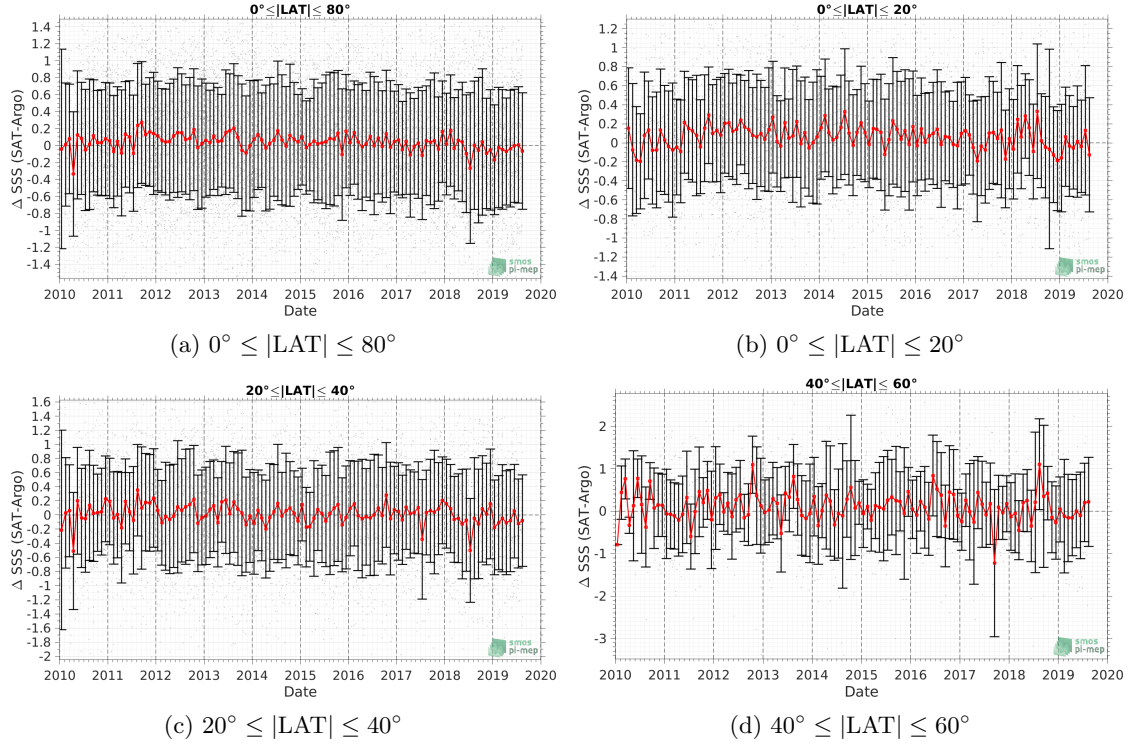 0°≤|LAT|≤ 80°
Δ SSS (SAT-Argo)
1.4
1.2
1
0.8
0.6
0.4
0.2
0
-0.2
-0.4
-0.6
-0.8
-1
-1.2
-1.4
2010 2011 2012 2013 2014 2015 2016 2017 2018 2019 2020
Date
smos
pi-mep
(a) 0° ≤ |LAT| ≤ 80°
0°≤|LAT|≤ 20°
Δ SSS (SAT-Argo)
1.2
1
0.8
0.6
0.4
0.2
0
-0.2
-0.4
-0.6
-0.8
-1
-1.2
-1.4
2010 2011 2012 2013 2014 2015 2016 2017 2018 2019 2020
Date
smos
pi-mep
(b) 0° ≤ |LAT| ≤ 20°
20°≤|LAT|≤ 40°
Δ SSS (SAT-Argo)
1.6
1.4
1.2
1
0.8
0.6
0.4
0.2
0
-0.2
-0.4
-0.6
-0.8
-1
-1.2
-1.4
-1.6
-1.8
-2
2010 2011 2012 2013 2014 2015 2016 2017 2018 2019 2020
Date
smos
pi-mep
(c) 20° ≤ |LAT| ≤ 40°
40°≤|LAT|≤ 60°
Δ SSS (SAT-Argo)
2
1
0
-1
-2
-3
2010 2011 2012 2013 2014 2015 2016 2017 2018 2019 2020
Date
smos
pi-mep
(d) 40° ≤ |LAT| ≤ 60°